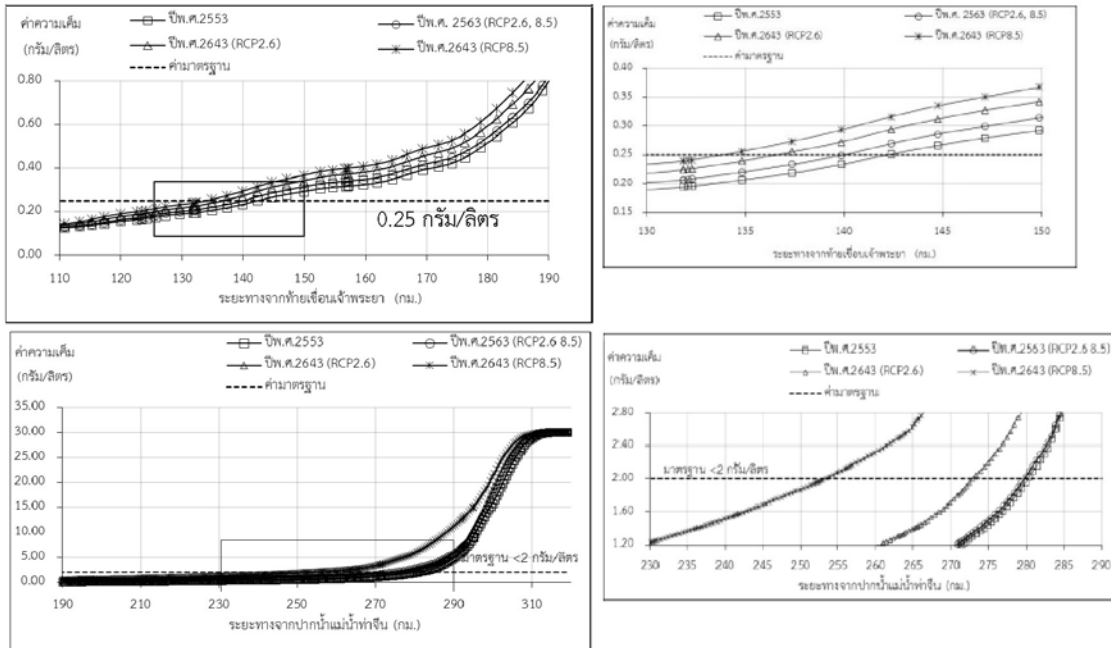 ค่าความเค็ม
(กรัม/ลิตร)
ปีพ.ศ.2553
ปีพ.ศ. 2563 (RCP2.6, 8.5)
ปีพ.ศ.2643 (RCP2.6)
ปีพ.ศ.2643 (RCP8.5)
ค่ามาตรฐาน
0.80
0.60
0.40
0.20
0.00
0.25 กรัม/ลิตร
110 120 130 140 150 160 170 180 190
ระยะทางจากท้ายเขื่อนเจ้าพระยา (กม.)
ค่าความเค็ม
(กรัม/ลิตร)
ปีพ.ศ.2553
ปีพ.ศ. 2563 (RCP2.6, 8.5)
ปีพ.ศ.2643 (RCP2.6)
ปีพ.ศ.2643 (RCP8.5)
ค่ามาตรฐาน
0.40
0.35
0.30
0.25
0.20
0.15
130 135 140 145 150
ระยะทางจากท้ายเขื่อนเจ้าพระยา (กม.)
ค่าความเค็ม
(กรัม/ลิตร)
ปีพ.ศ.2553
ปีพ.ศ.2563 (RCP2.6 8.5)
ปีพ.ศ.2643 (RCP2.6)
ปีพ.ศ.2643 (RCP8.5)
ค่ามาตรฐาน
35.00
30.00
25.00
20.00
15.00
10.00
5.00
0.00
มาตรฐาน <2 กรัม/ลิตร
190 210 230 250 270 290 310
ระยะทางจากปากน้ำแม่น้ำท่าจีน (กม.)
ค่าความเค็ม
(กรัม/ลิตร)
ปีพ.ศ.2553
ปีพ.ศ.2563 (RCP2.6 8.5)
ปีพ.ศ.2643 (RCP2.6)
ปีพ.ศ.2643 (RCP8.5)
ค่ามาตรฐาน
2.80
2.40
2.00
1.60
1.20
มาตรฐาน <2 กรัม/ลิตร
230 235 240 245 250 255 260 265 270 275 280 285 290
ระยะทางจากปากน้ำแม่น้ำท่าจีน (กม.)